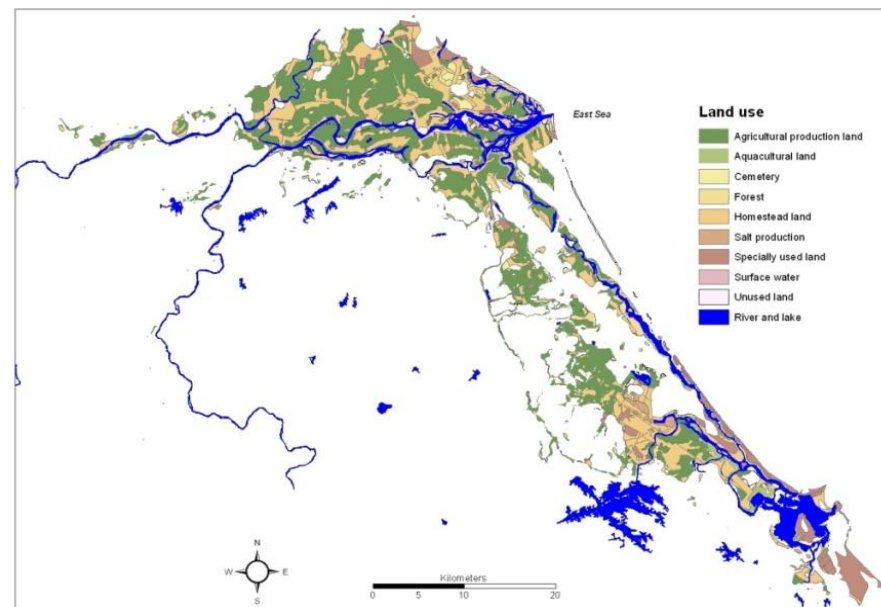 East Sea
Land use
Agricultural production land
Aquacultural land
Cemetery
Forest
Homestead land
Salt production
Specially used land
Surface water
Unused land
River and lake
N
W E
S
Kilometers
0 5 10 20